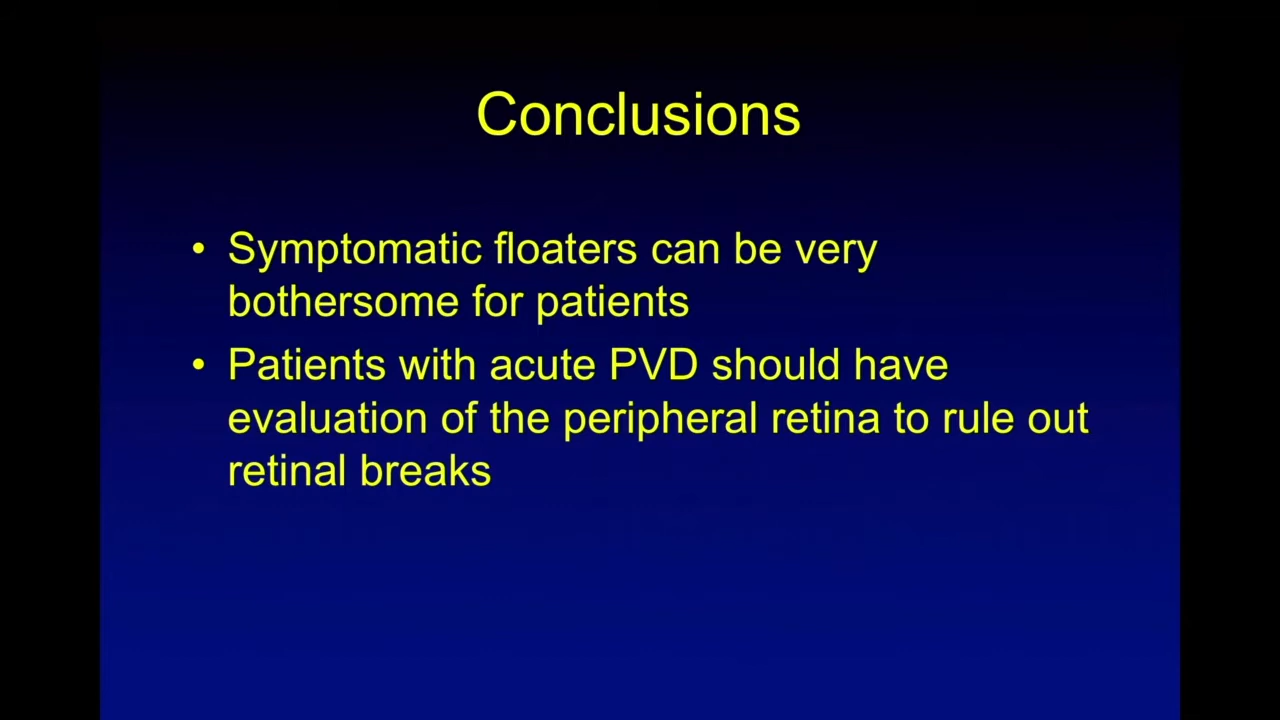 Conclusions
• Symptomatic floaters can be very
bothersome for patients
• Patients with acute PVD should have
evaluation of the peripheral retina to rule out
retinal breaks